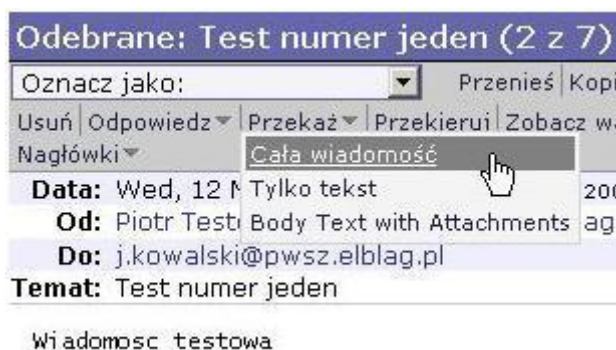 Odebrane: Test numer jeden (2 z 7)
Oznacz jako: Przenieś Kopi
Usuń Odpowiedz Przekaż Przekieruj Zobacz w
Nagłówki Cała wiadomość
Data: Wed, 12 Tylko tekst 200
Od: Piotr Test Body Text with Attachments ag
Do: j.kowalski@pwsz.elblag.pl
Temat: Test numer jeden
Wiadomosc testowa